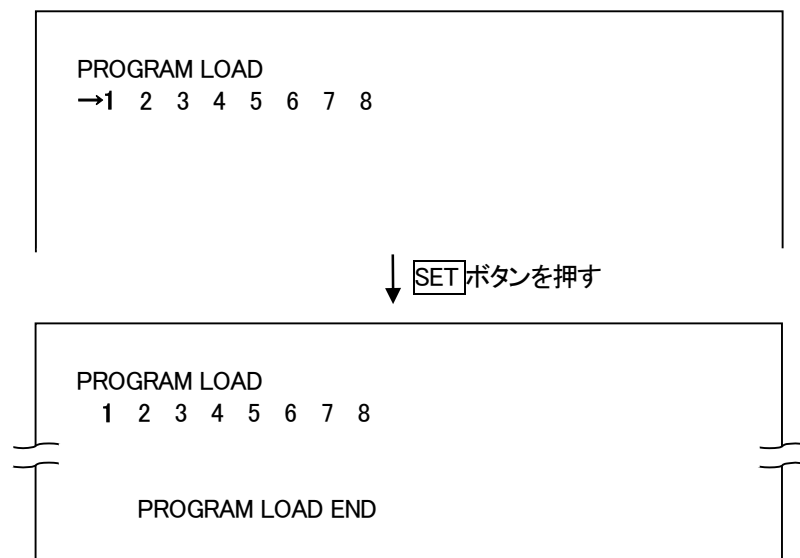 PROGRAM LOAD
→1 2 3 4 5 6 7 8
SETボタンを押す
PROGRAM LOAD
1 2 3 4 5 6 7 8
PROGRAM LOAD END